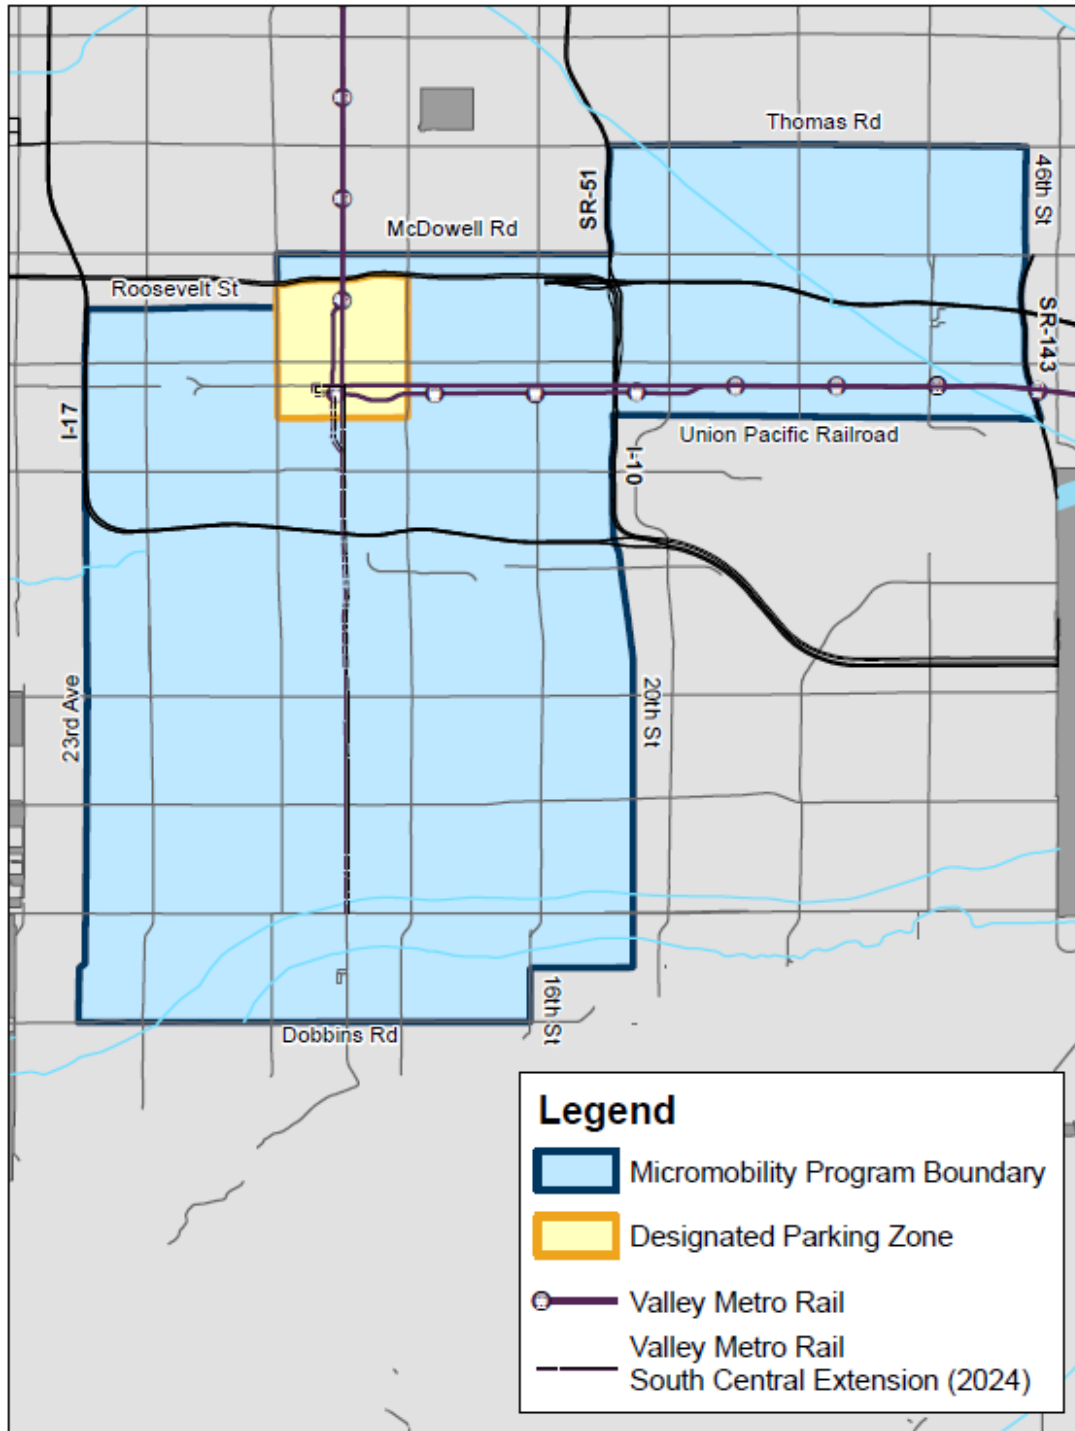 Thomas Rd
46th St
SR-51
McDowell Rd
Roosevelt St
SR-143
I-17
Union Pacific Railroad
I-10
23rd Ave
20th St
16th St
Dobbins Rd
Legend
Micromobility Program Boundary
Designated Parking Zone
Valley Metro Rail
Valley Metro Rail
South Central Extension (2024)